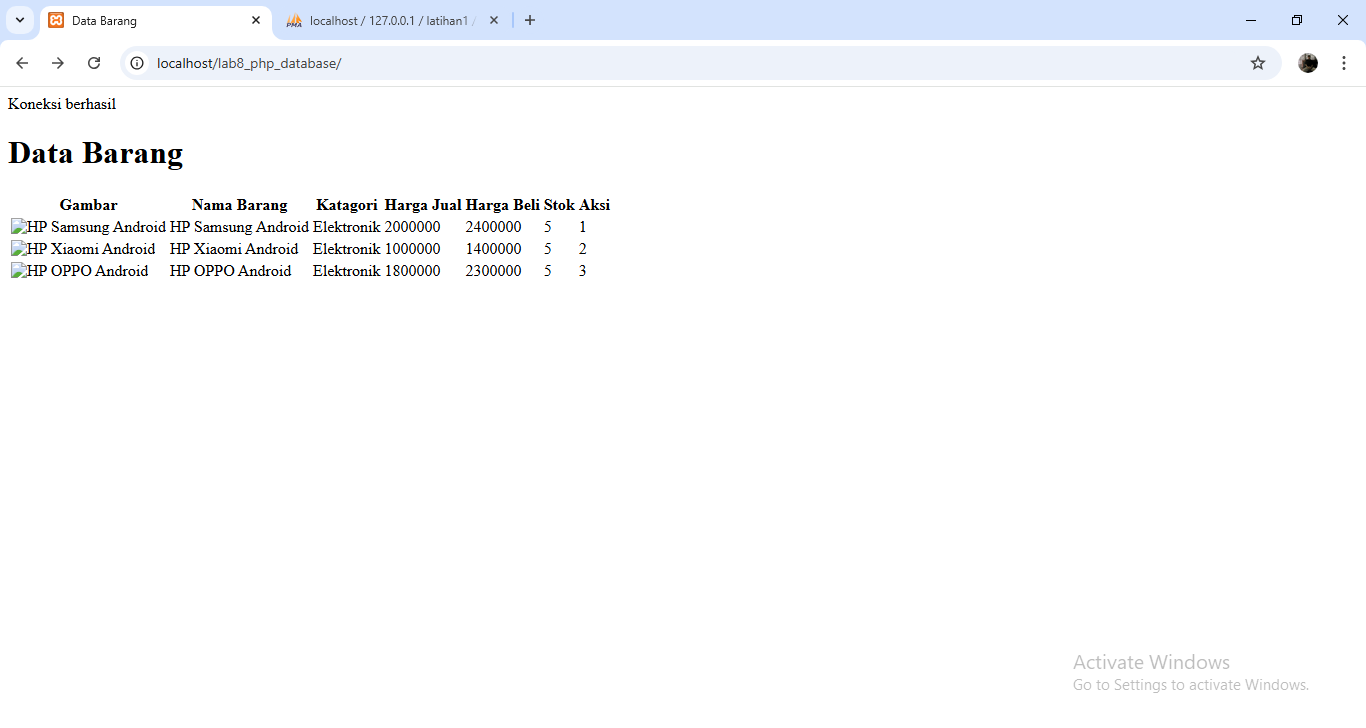 Data Barang
localhost / 127.0.0.1 / latihan1 /
localhost/lab8_php_database/
Koneksi berhasil
Data Barang
Gambar Nama Barang Katagori Harga Jual Harga Beli Stok Aksi
HP Samsung Android HP Samsung Android Elektronik 2000000 2400000 5 1
HP Xiaomi Android HP Xiaomi Android Elektronik 1000000 1400000 5 2
HP OPPO Android HP OPPO Android Elektronik 1800000 2300000 5 3
Activate Windows
Go to Settings to activate Windows.